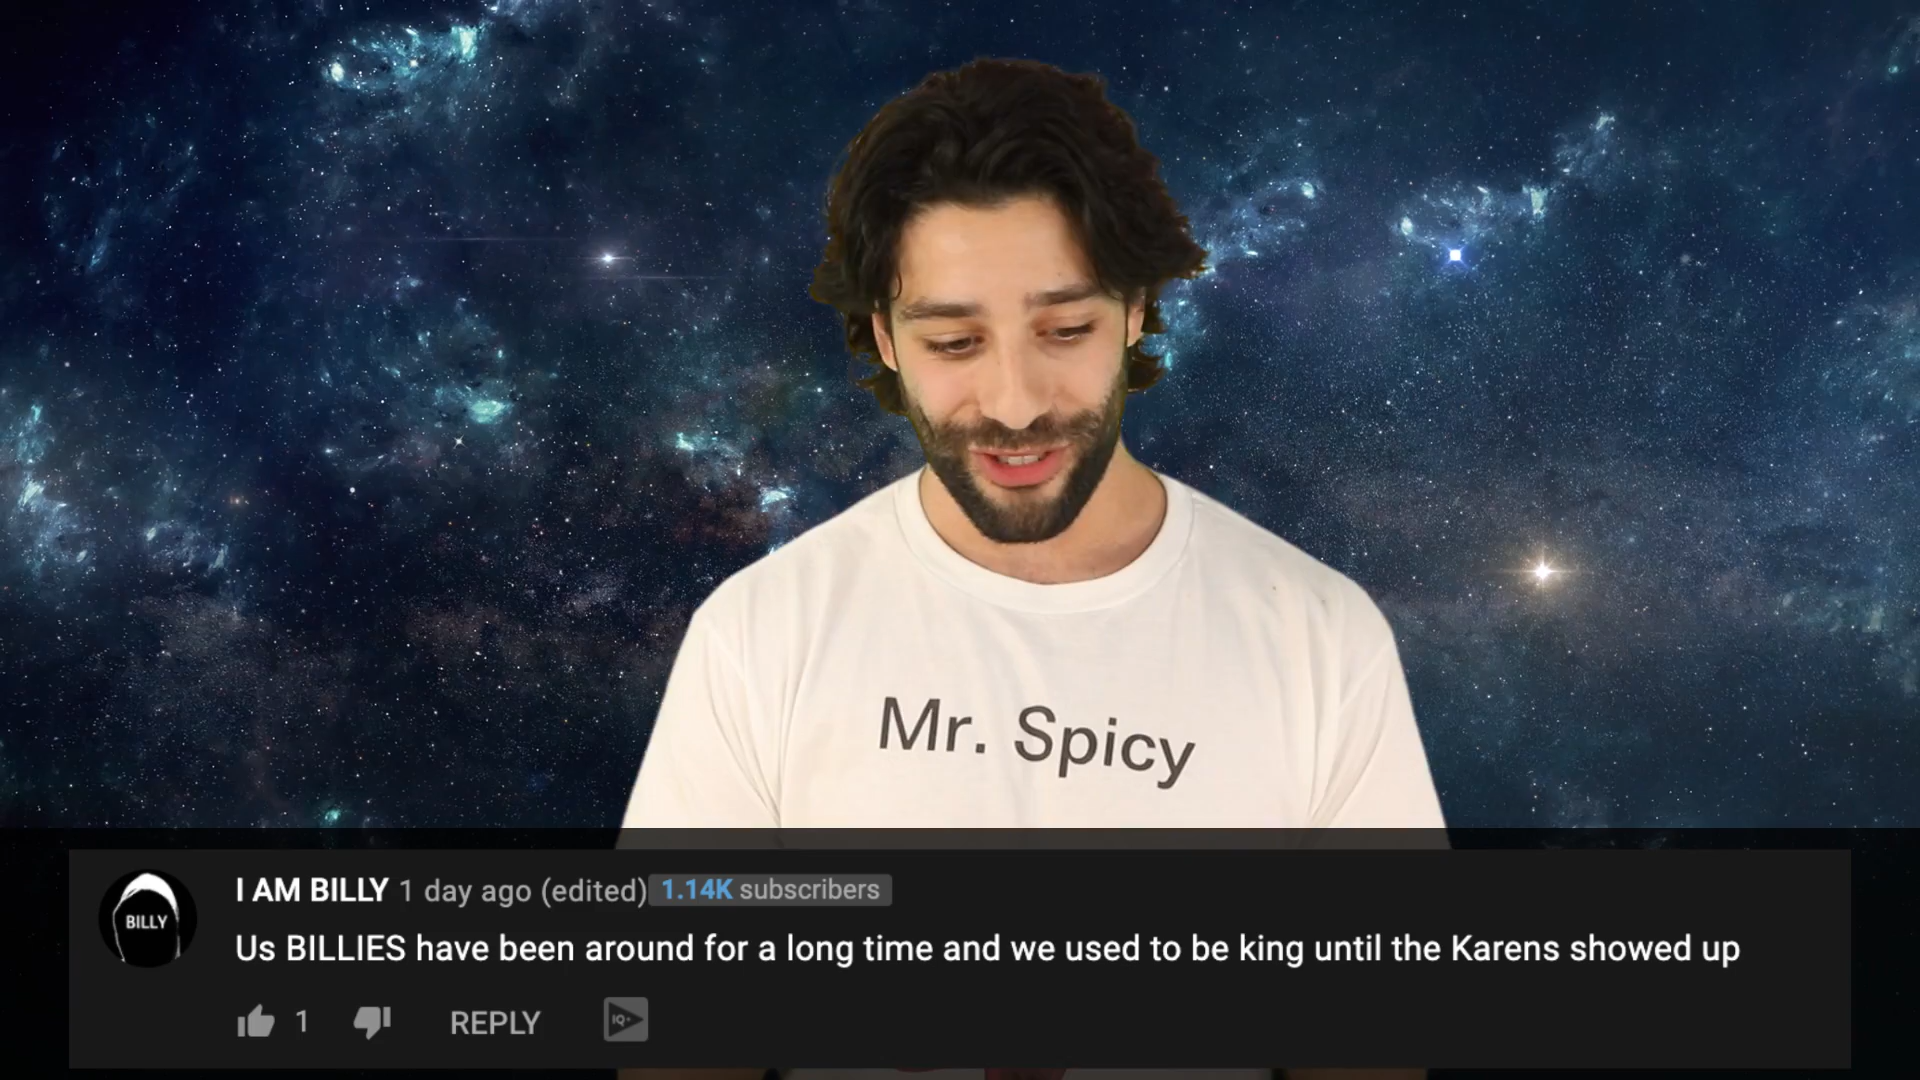 Mr. Spicy
I AM BILLY 1 day ago (edited) 1.14K subscribers
BILLY
Us BILLIES have been around for a long time and we used to be king until the Karens showed up
1 REPLY IQ